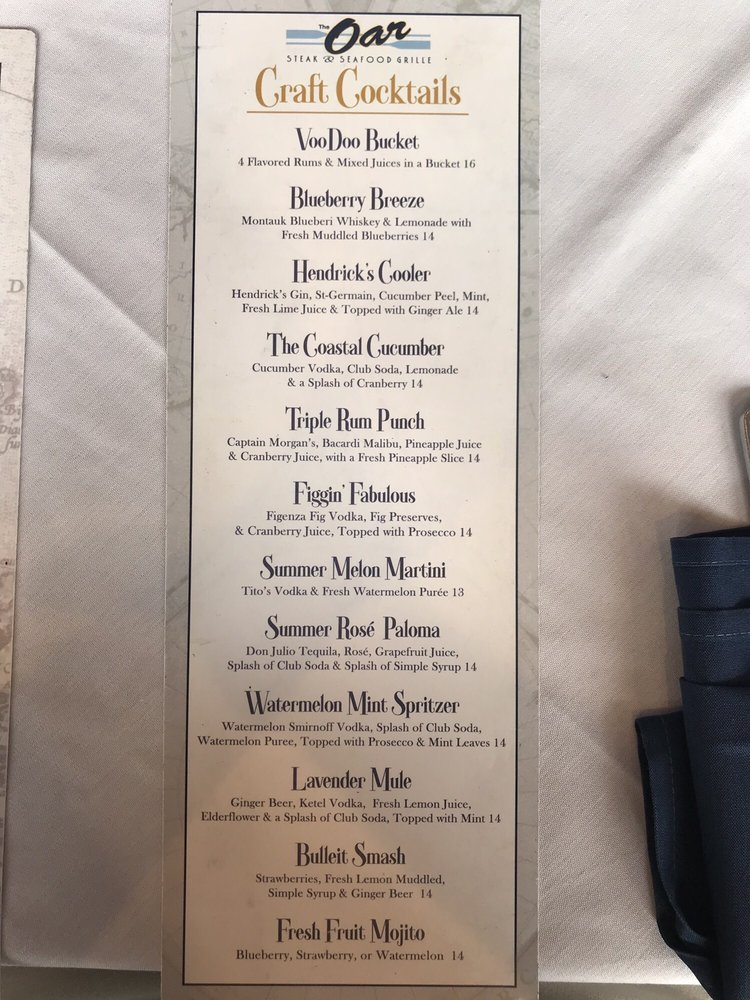 The Oar
STEAK & SEAFOOD GRILLE
Craft Cocktails
VooDoo Bucket
4 Flavored Rums & Mixed Juices in a Bucket 16
Blueberry Breeze
Montauk Blueberi Whiskey & Lemonade with
Fresh Muddled Blueberries 14
Hendrick's Cooler
Hendrick's Gin, St-Germain, Cucumber Peel, Mint,
Fresh Lime Juice & Topped with Ginger Ale 14
The Coastal Cucumber
Cucumber Vodka, Club Soda, Lemonade
& a Splash of Cranberry 14
Triple Rum Punch
Captain Morgan's, Bacardi Malibu, Pineapple Juice
& Cranberry Juice, with a Fresh Pineapple Slice 14
Figgin' Fabulous
Figenza Fig Vodka, Fig Preserves,
& Cranberry Juice, Topped with Prosecco 14
Summer Melon Martini
Tito's Vodka & Fresh Watermelon Purée 13
Summer Rosé Paloma
Don Julio Tequila, Rosé, Grapefruit Juice,
Splash of Club Soda & Splash of Simple Syrup 14
Watermelon Mint Spritzer
Watermelon Smirnoff Vodka, Splash of Club Soda,
Watermelon Puree, Topped with Prosecco & Mint Leaves 14
Lavender Mule
Ginger Beer, Ketel Vodka, Fresh Lemon Juice,
Elderflower & a Splash of Club Soda, Topped with Mint 14
Bulleit Smash
Strawberries, Fresh Lemon Muddled,
Simple Syrup & Ginger Beer 14
Fresh Fruit Mojito
Blueberry, Strawberry, or Watermelon 14